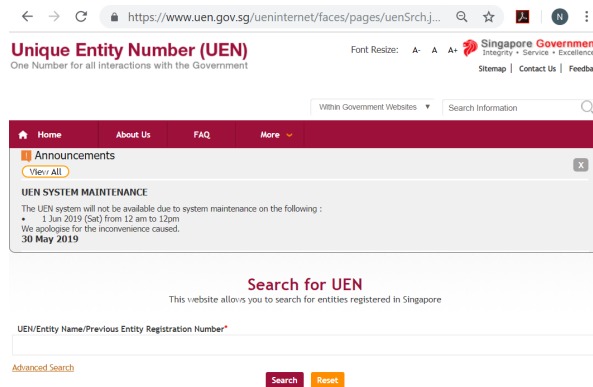 https://www.uen.gov.sg/ueninternet/faces/pages/uenSrch.j...
N
Unique Entity Number (UEN)
One Number for all interactions with the Government
Font Resize: A- A A+
Singapore Governmen
Integrity • Service • Excellence
Sitemap | Contact Us | Feedba
Within Government Websites ▼ Search Information
Home About Us FAQ More
! Announcements
View All
X
UEN SYSTEM MAINTENANCE
The UEN system will not be available due to system maintenance on the following :
• 1 Jun 2019 (Sat) from 12 am to 12pm
We apologise for the inconvenience caused.
30 May 2019
Search for UEN
This website allows you to search for entities registered in Singapore
UEN/Entity Name/Previous Entity Registration Number*
Advanced Search
Search Reset